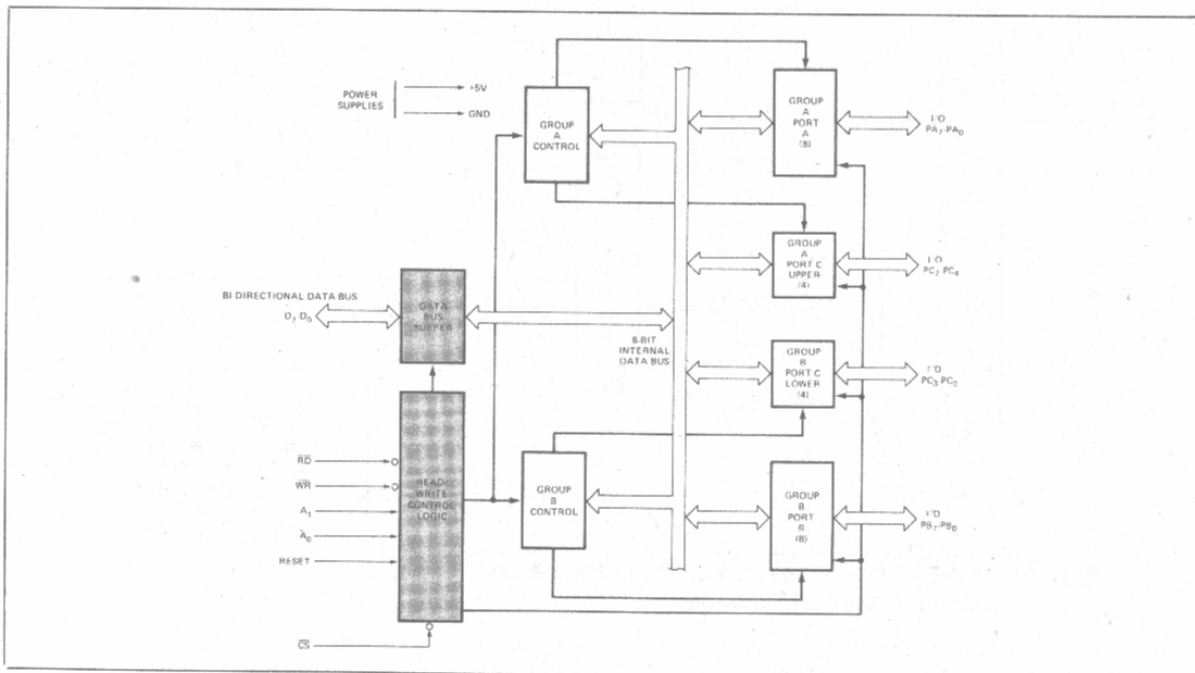 POWER SUPPLIES
+5V
GND
GROUP
A
CONTROL
GROUP
A
PORT
A
(8)
I/O
PA7-PA0
GROUP
A
PORT C
UPPER
(4)
I/O
PC7-PC4
BI DIRECTIONAL DATA BUS
D7 D0
DATA
BUS
BUFFER
8-BIT
INTERNAL
DATA BUS
GROUP
B
PORT C
LOWER
(4)
I/O
PC3 PC2
RD
WR
A1
A0
RESET
CS
READ/
WRITE
CONTROL
LOGIC
GROUP
B
CONTROL
GROUP
B
PORT
B
(8)
I/O
PB7-PB0